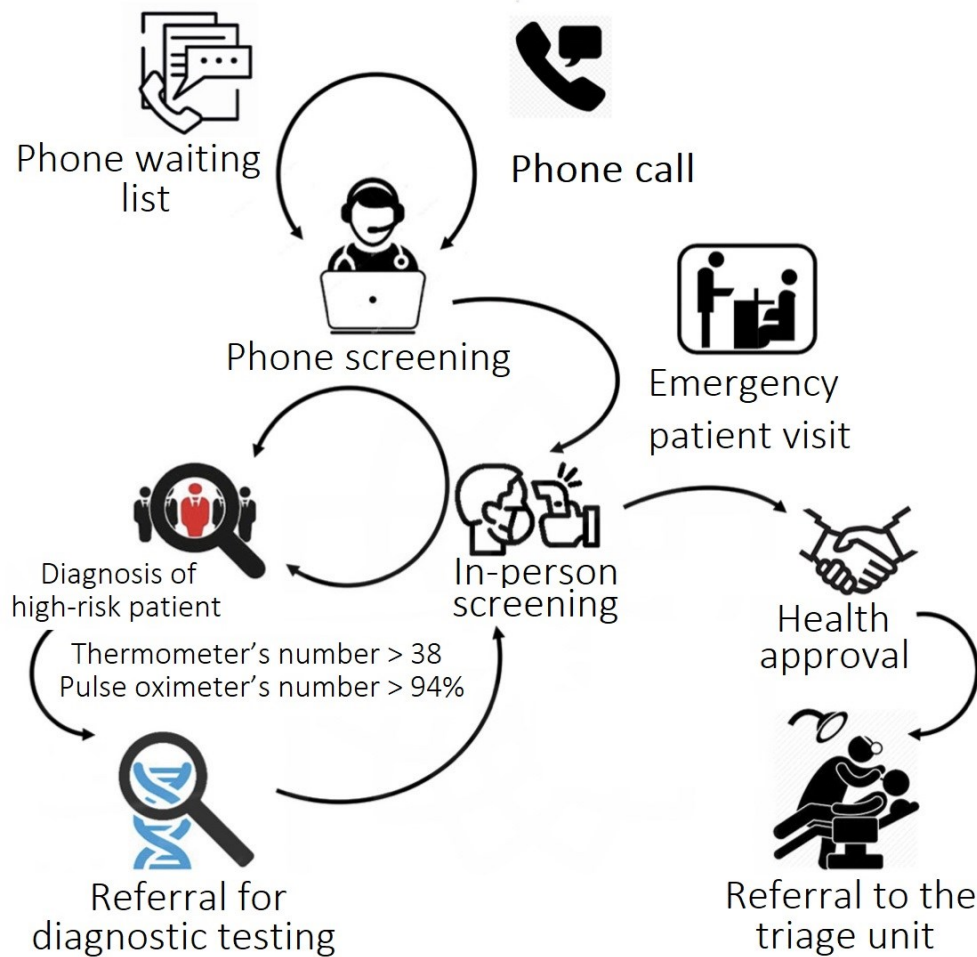 Phone waiting
list
Phone call
Phone screening
Emergency
patient visit
Diagnosis of
high-risk patient
In-person
screening
Thermometer's number > 38
Pulse oximeter's number > 94%
Health
approval
Referral for
diagnostic testing
Referral to the
triage unit